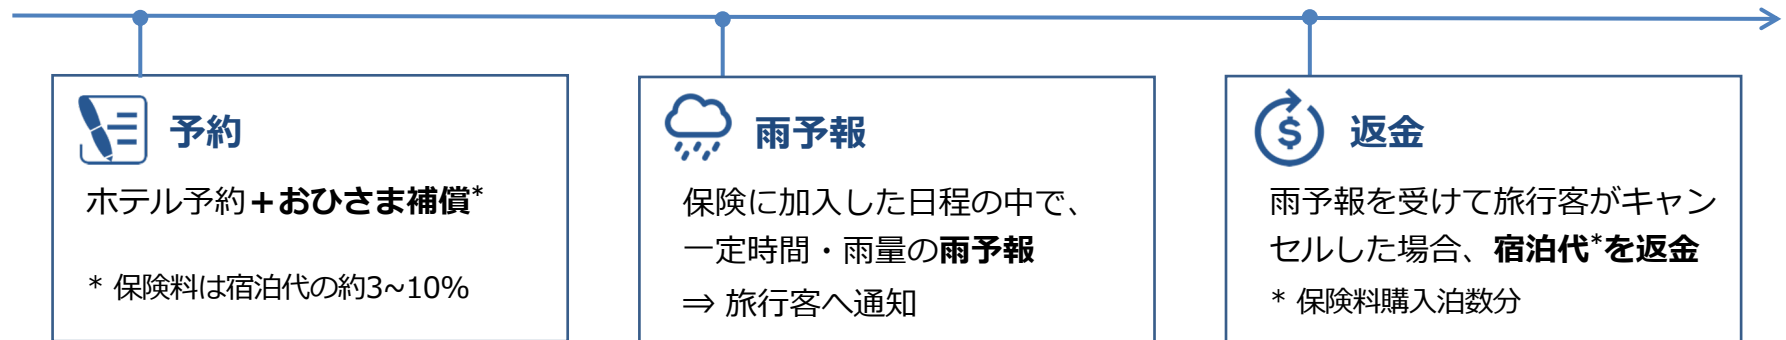 予約
ホテル予約＋おひさま補償*
* 保険料は宿泊代の約3~10%
雨予報
保険に加入した日程の中で、
一定時間・雨量の雨予報
⇒ 旅行客へ通知
返金
雨予報を受けて旅行客がキャン
セルした場合、宿泊代*を返金
* 保険料購入泊数分